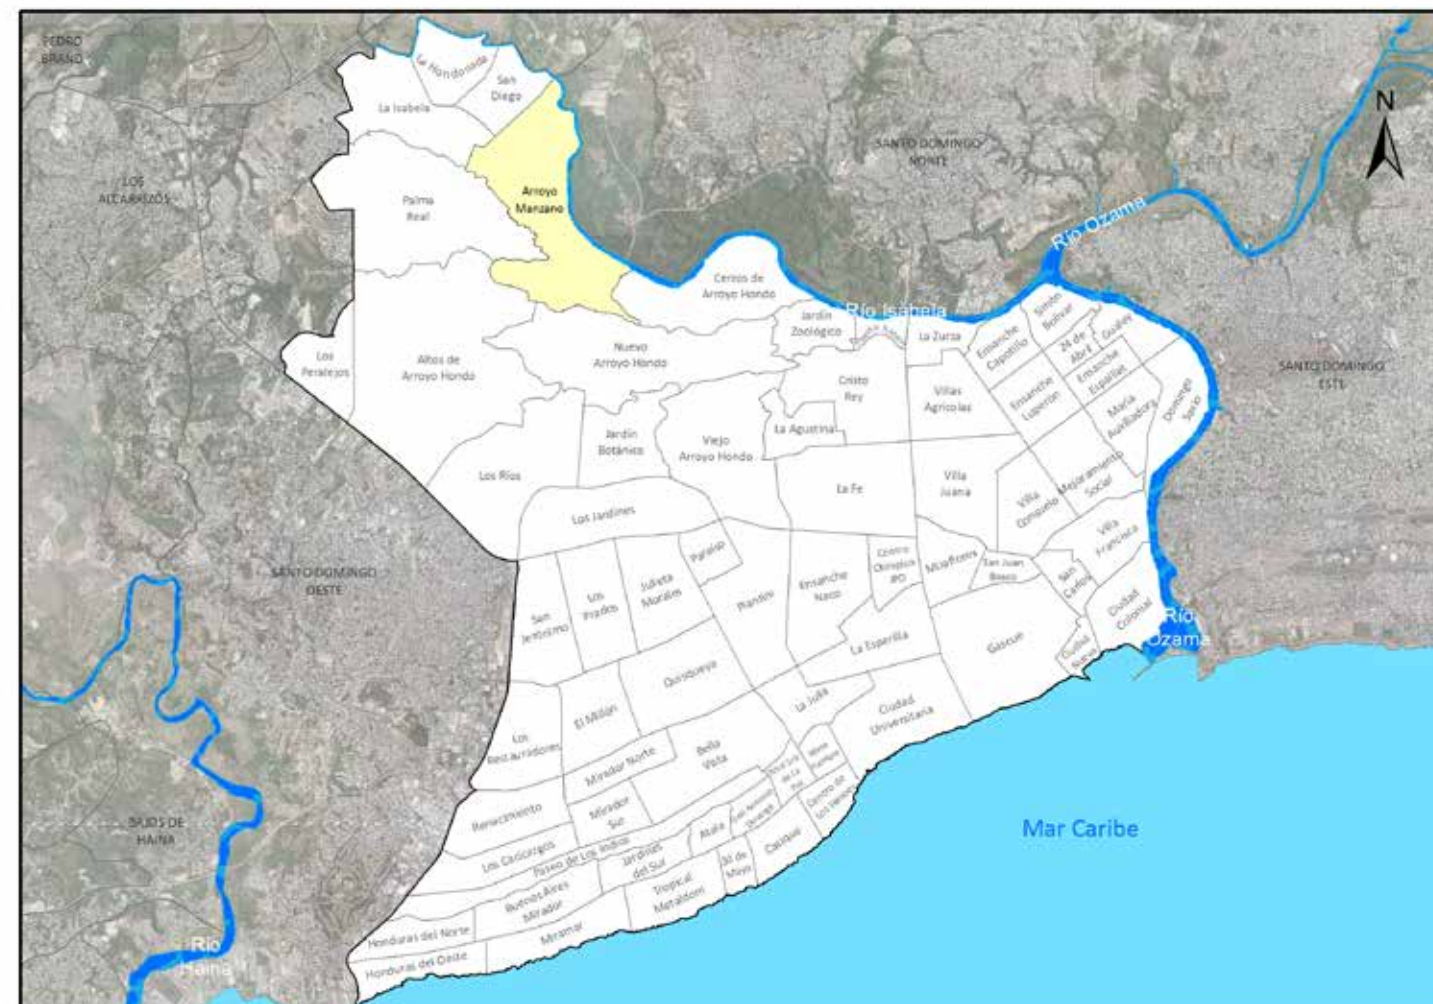 PEDRO
BRAND
La Hondonada
San
Diego
La Isabela
N
SANTO DOMINGO
NORTE
LOS
ALCARRIZOS
Arroyo
Manzano
Palma
Real
Río Ozama
Cerros de
Arroyo Hondo
Río Isabela
Jardín
Zoológico
La Zurza
Ensanche
Capotillo
Simón
Bolívar
24 de
Abril
Gualey
Ensanche
Espaillat
Los
Peralejos
Altos de
Arroyo Hondo
Nuevo
Arroyo Hondo
Cristo
Rey
Villas
Agrícolas
Ensanche
Luperón
María
Auxiliadora
Domingo
Savio
SANTO DOMINGO
ESTE
La Agustina
Jardín
Botánico
Viejo
Arroyo Hondo
Los Ríos
La Fe
Villa
Juana
Villa
Consuelo
Mejoramiento
Social
Los Jardines
Villa
Francisca
Paraíso
Centro
Olímpico
JPD
Miraflores
San Juan
Bosco
San
Carlos
SANTO DOMINGO
OESTE
San
Jerónimo
Los
Prados
Julieta
Morales
Piantini
Ensanche
Naco
Ciudad
Colonial
Río
Ozama
La Esperilla
Gascue
Ciudad
Nueva
Quisqueya
El Millón
La Julia
Ciudad
Universitaria
Los
Restauradores
Mirador Norte
Bella
Vista
Renacimiento
Mirador
Sur
Centro de
Los Héroes
Los Cacicazgos
Paseo de Los Indios
Atala
Cacique
Mar Caribe
BAJOS DE
HAINA
Jardines
del Sur
30 de
Mayo
Buenos Aires
Mirador
Tropical
Metaldom
Honduras del Norte
Miramar
Honduras del Oeste
Río
Haina